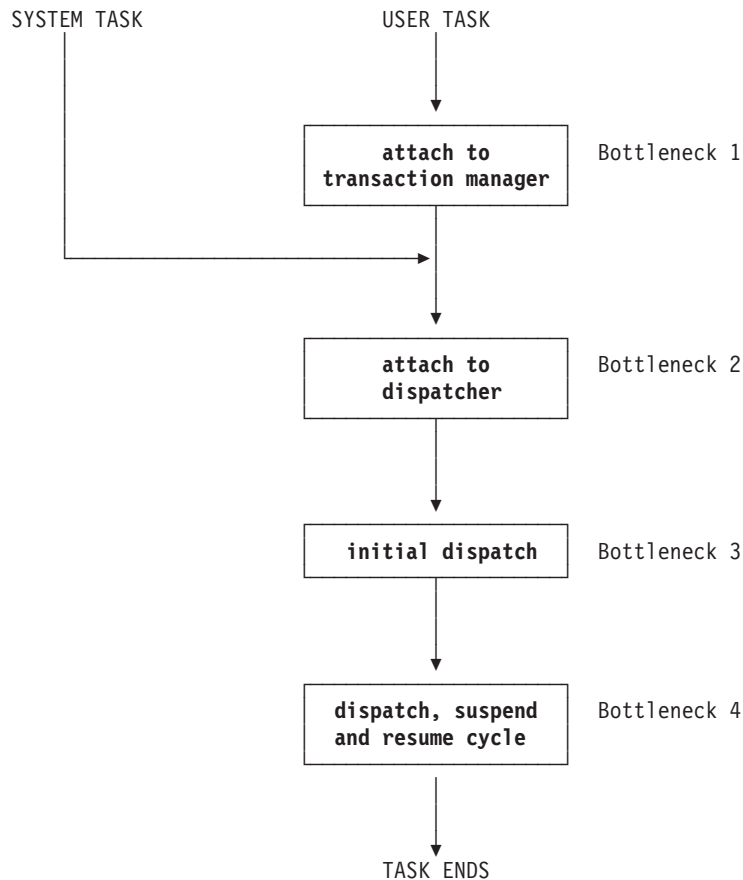 SYSTEM TASK USER TASK
attach to Bottleneck 1
transaction manager
attach to Bottleneck 2
dispatcher
initial dispatch Bottleneck 3
dispatch, suspend Bottleneck 4
and resume cycle
TASK ENDS